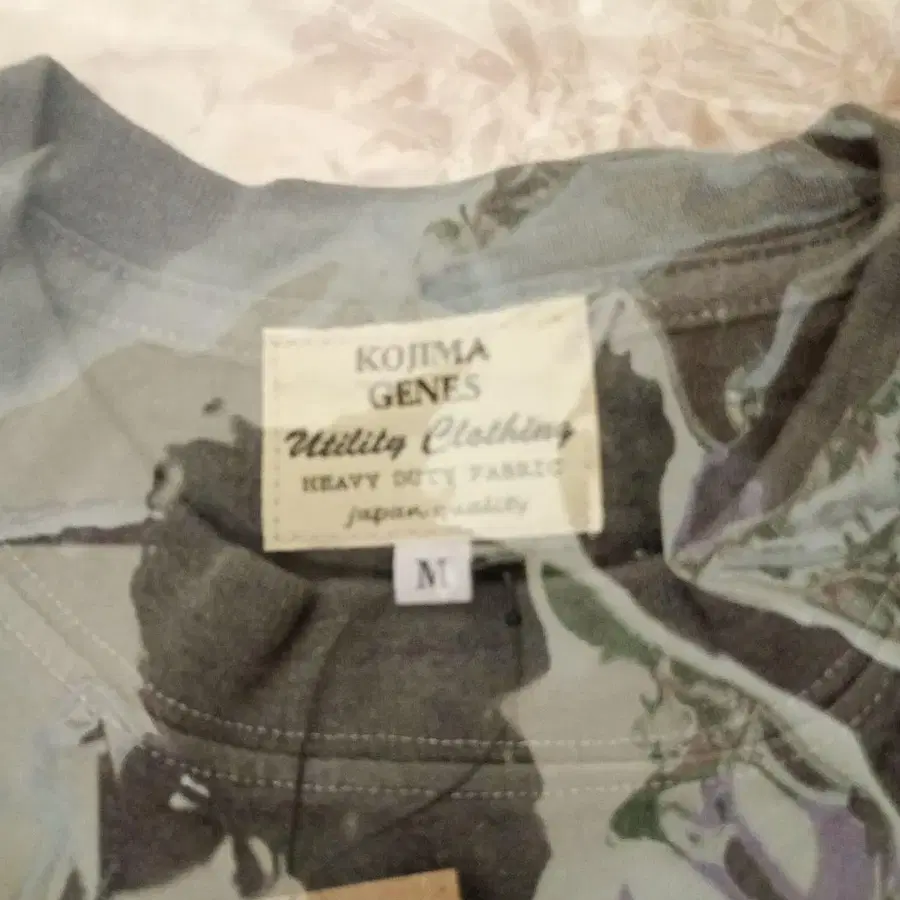 KOJIMA
GENES
Utility Clothing
HEAVY DUTY FABRIC
japan quality
M